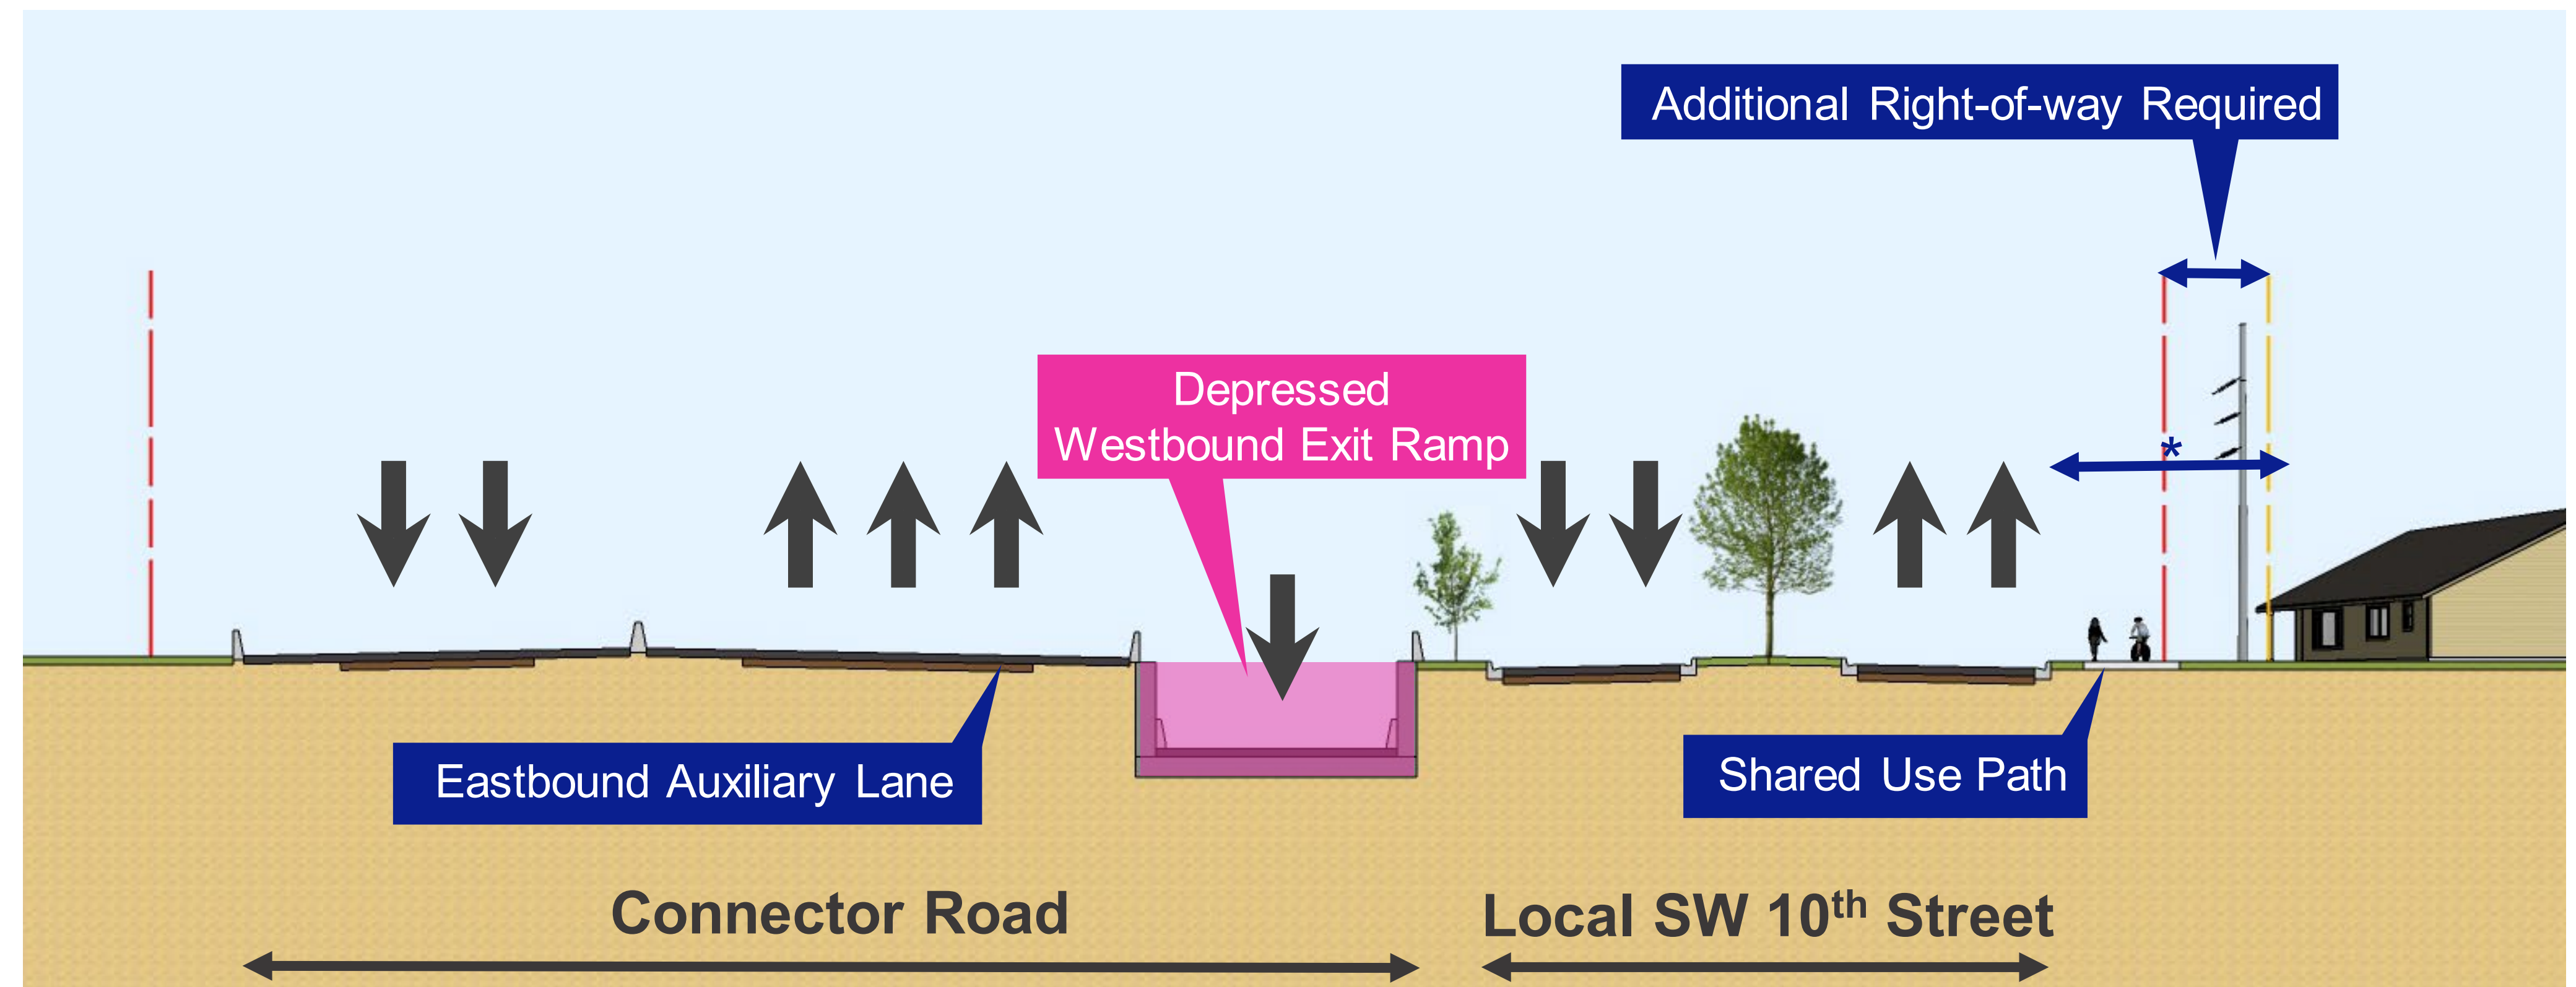 Additional Right-of-way Required
Depressed
Westbound Exit Ramp
*
Eastbound Auxiliary Lane
Shared Use Path
Connector Road
Local SW 10th Street